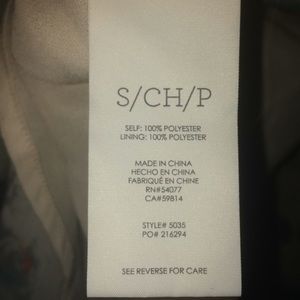 S/CH/P
SELF: 100% POLYESTER
LINING: 100% POLYESTER
MADE IN CHINA
HECHO EN CHINA
FABRIQUÉ EN CHINE
RN#54077
CA#59814
STYLE# 5035
PO# 216294
SEE REVERSE FOR CARE